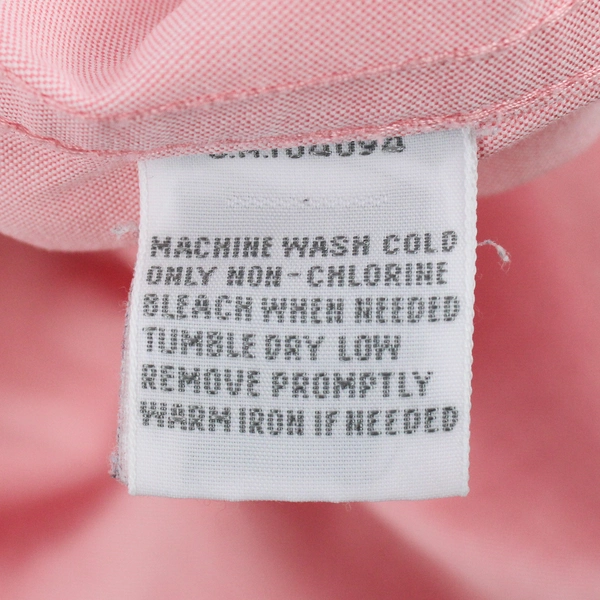 MACHINE WASH COLD
ONLY NON-CHLORINE
BLEACH WHEN NEEDED
TUMBLE DRY LOW
REMOVE PROMPTLY
WARM IRON IF NEEDED